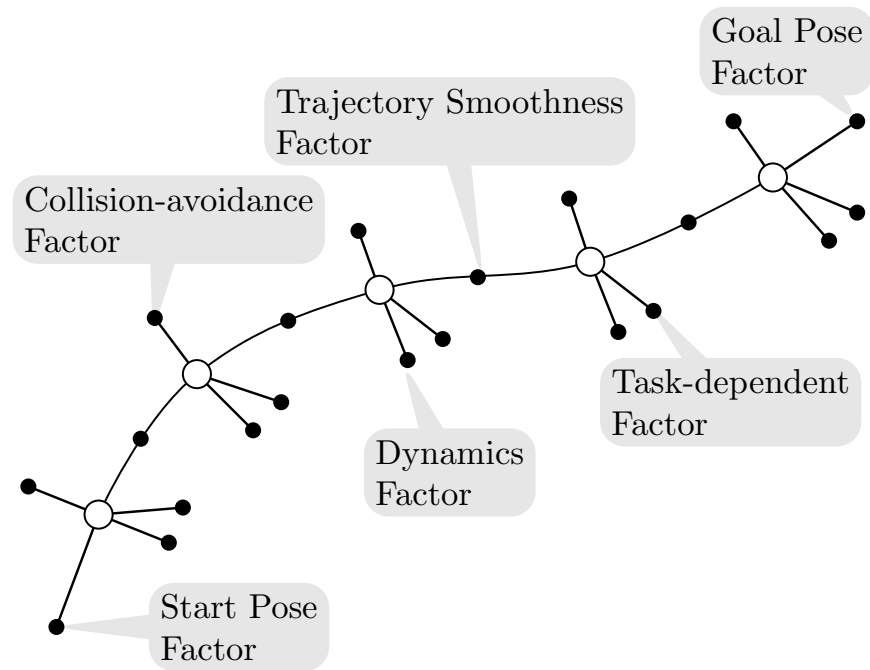 Goal Pose
Factor
Trajectory Smoothness
Factor
Collision-avoidance
Factor
Task-dependent
Factor
Dynamics
Factor
Start Pose
Factor